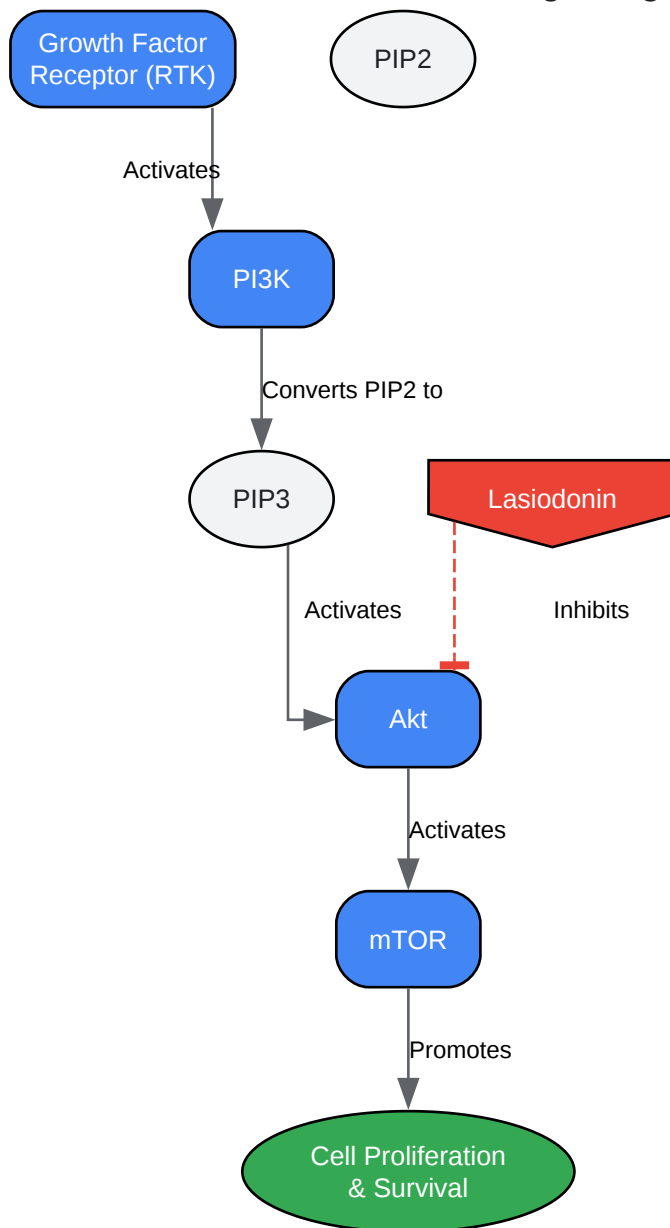 Growth Factor
Receptor (RTK)
PIP2
Activates
PI3K
Converts PIP2 to
PIP3
Lasiodonin
Activates
Inhibits
Akt
Activates
mTOR
Promotes
Cell Proliferation
& Survival